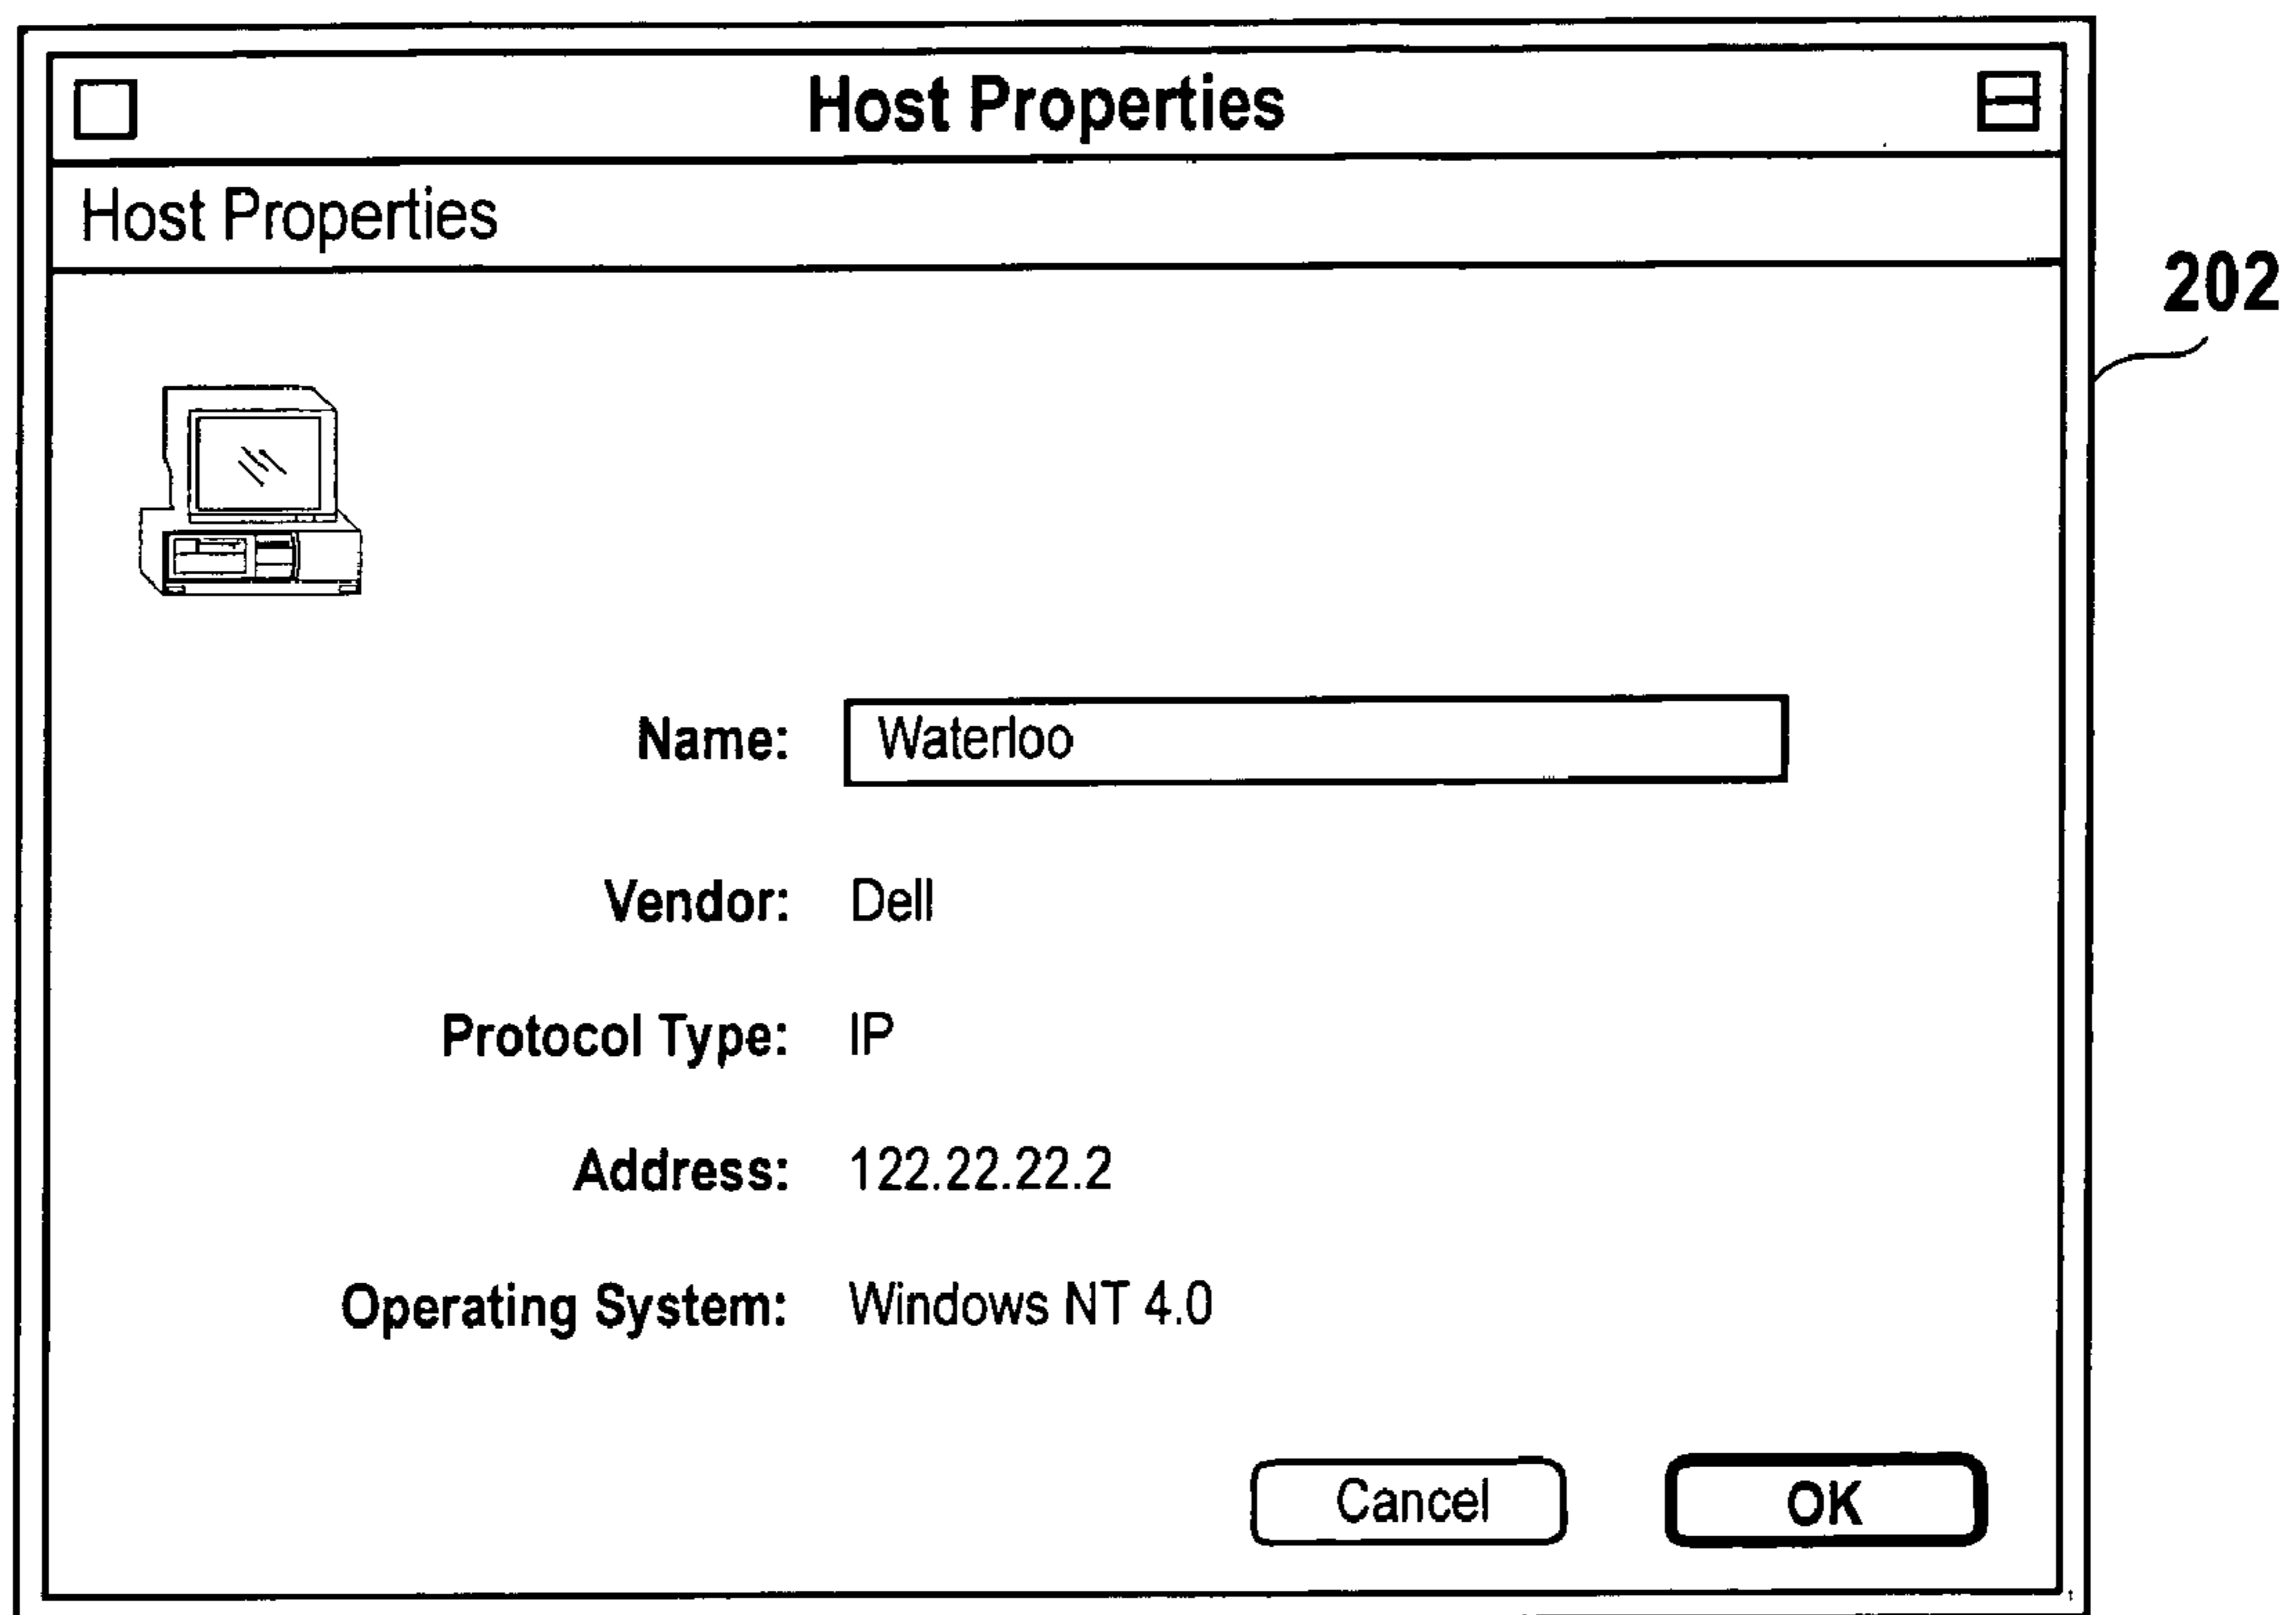 Host Properties
Host Properties
202
Name: Waterloo
Vendor: Dell
Protocol Type: IP
Address: 122.22.22.2
Operating System: Windows NT 4.0
Cancel OK